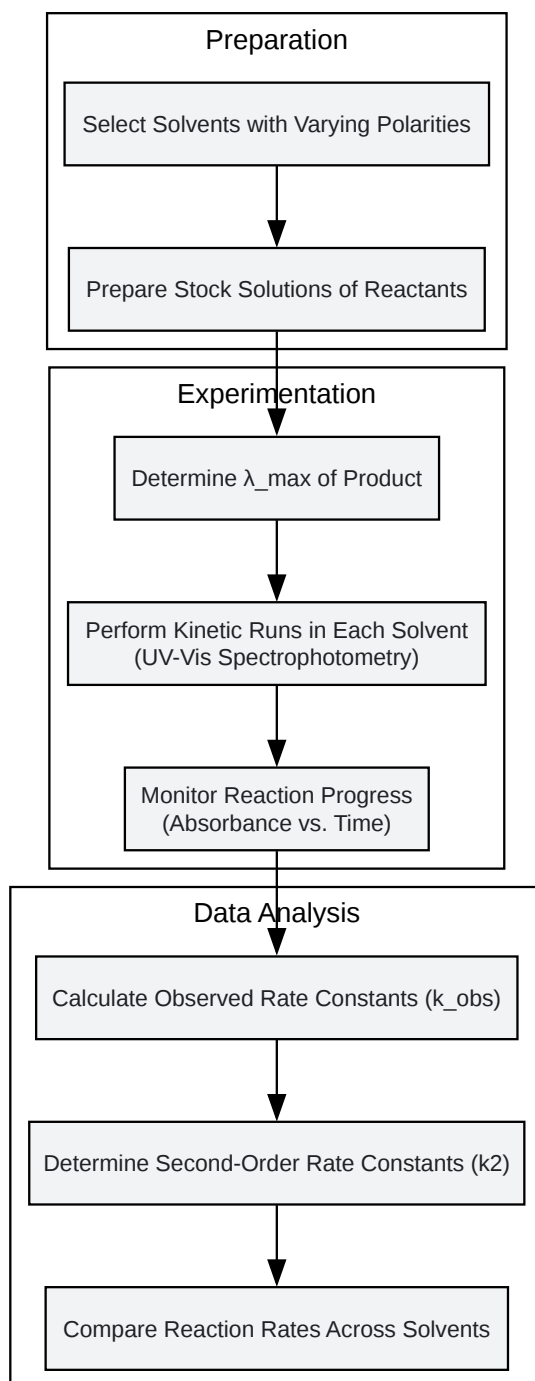 Preparation
Select Solvents with Varying Polarities
Prepare Stock Solutions of Reactants
Experimentation
Determine λ_max of Product
Perform Kinetic Runs in Each Solvent
(UV-Vis Spectrophotometry)
Monitor Reaction Progress
(Absorbance vs. Time)
Data Analysis
Calculate Observed Rate Constants (k_obs)
Determine Second-Order Rate Constants (k2)
Compare Reaction Rates Across Solvents